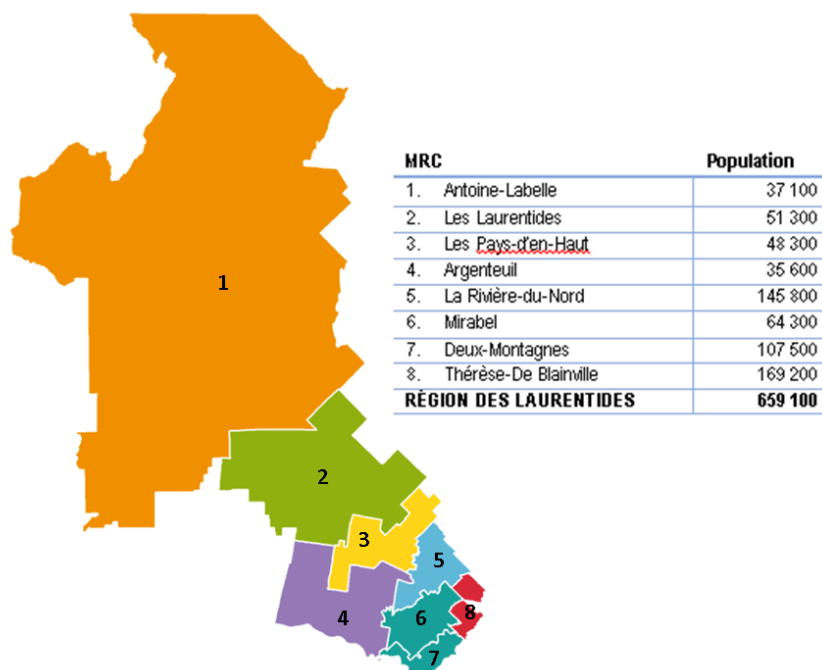 MRC Population
1. Antoine-Labelle 37 100
2. Les Laurentides 51 300
3. Les Pays-d'en-Haut 48 300
4. Argenteuil 35 600
5. La Rivière-du-Nord 145 800
6. Mirabel 64 300
7. Deux-Montagnes 107 500
8. Thérèse-De Blainville 169 200
RÉGION DES LAURENTIDES 659 100
1
2
3
5
4
6
8
7